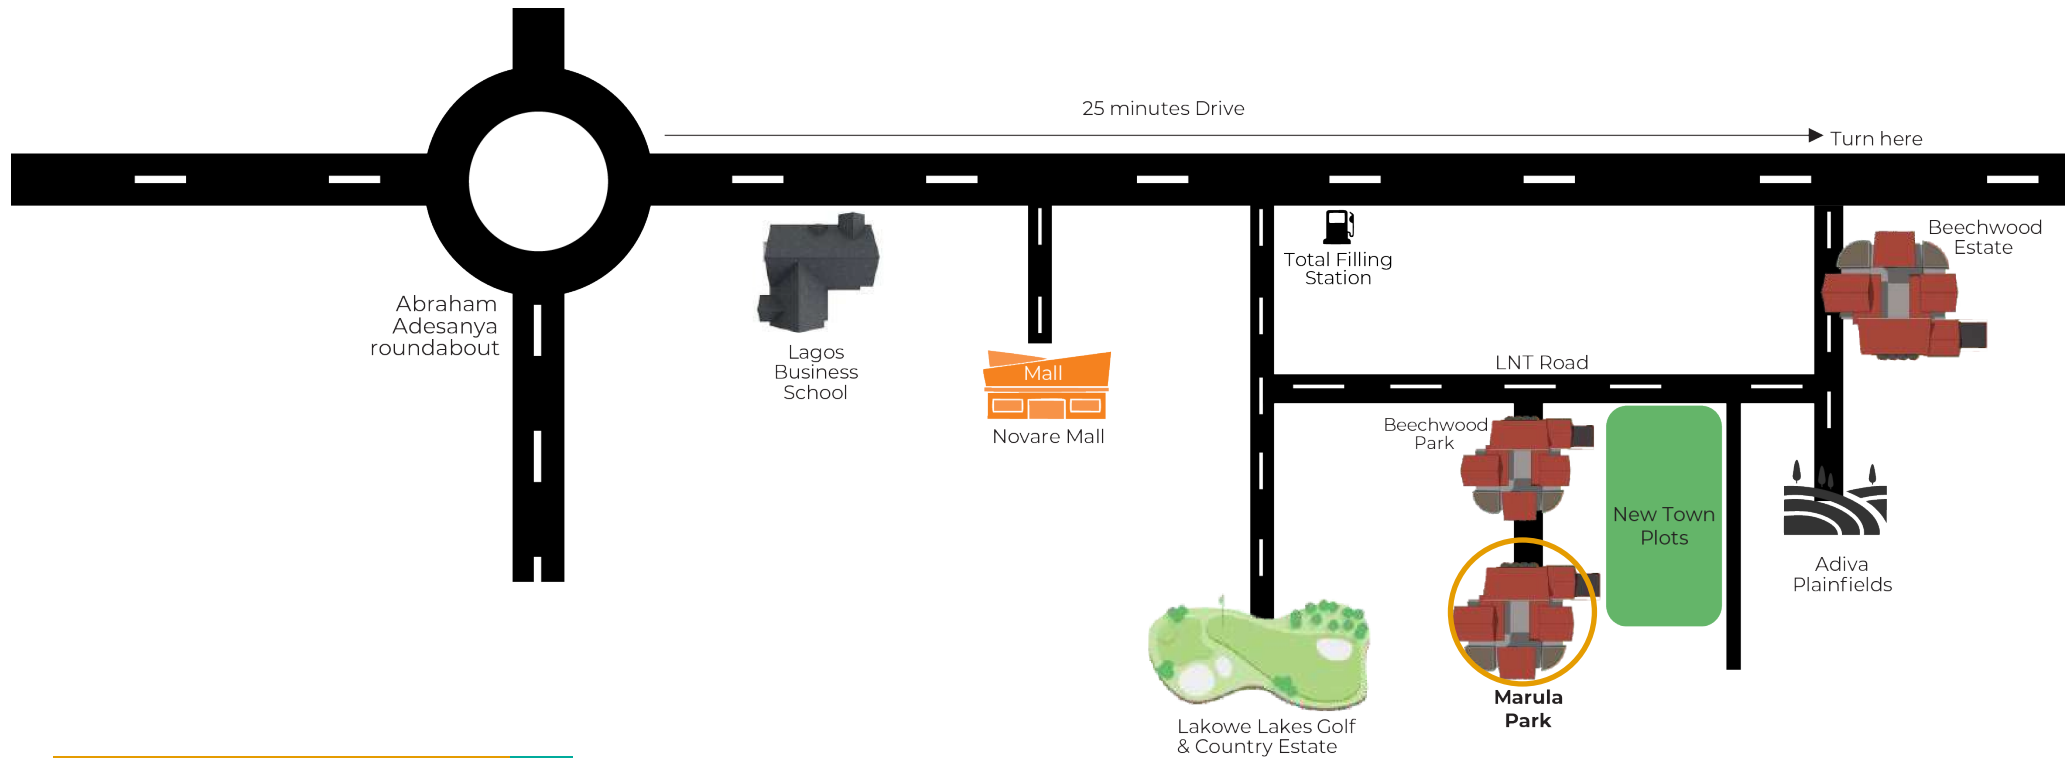 25 minutes Drive
Turn here
Abraham
Adesanya
roundabout
Lagos
Business
School
Mall
Novare Mall
Total Filling
Station
Beechwood
Estate
LNT Road
Beechwood
Park
New Town
Plots
Adiva
Plainfields
Marula
Park
Lakowe Lakes Golf
& Country Estate